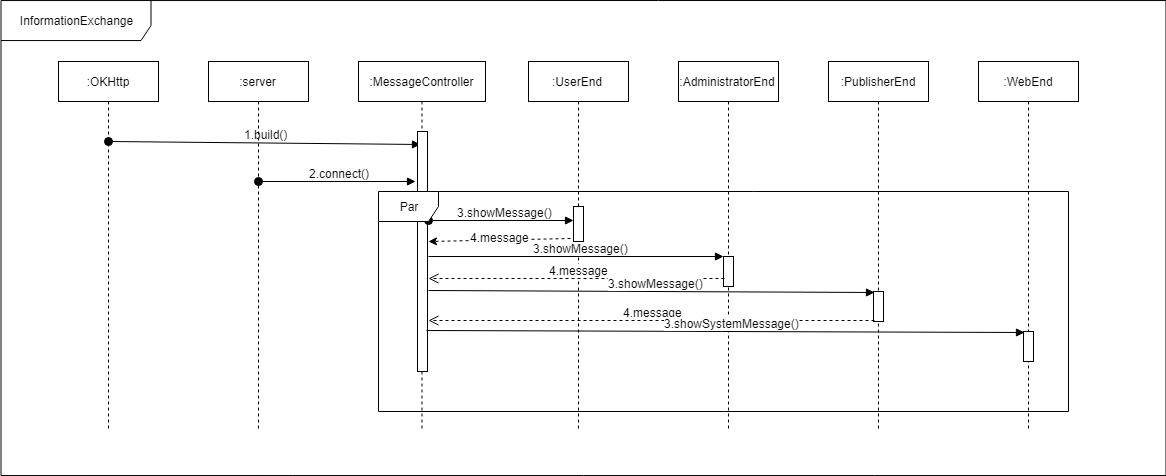 InformationExchange
:OKHttp
:server
:MessageController
:UserEnd
:AdministratorEnd
:PublisherEnd
:WebEnd
1.build()
2.connect()
Par
3.showMessage()
4.message
3.showMessage()
4.message
3.showMessage()
4.message
3.showSystemMessage()